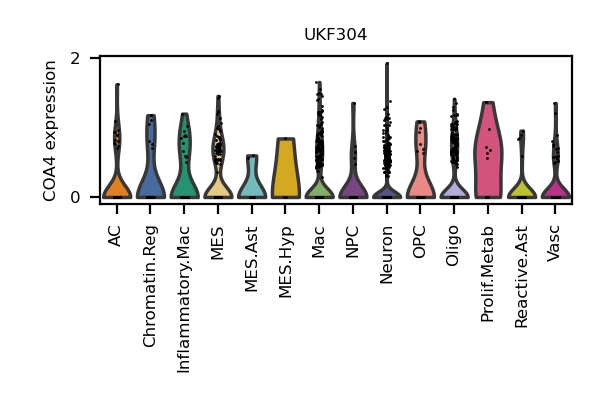 UKF304
COA4 expression
2
0
AC
Chromatin.Reg
Inflammatory.Mac
MES
MES.Ast
MES.Hyp
Mac
NPC
Neuron
OPC
Oligo
Prolif.Metab
Reactive.Ast
Vasc